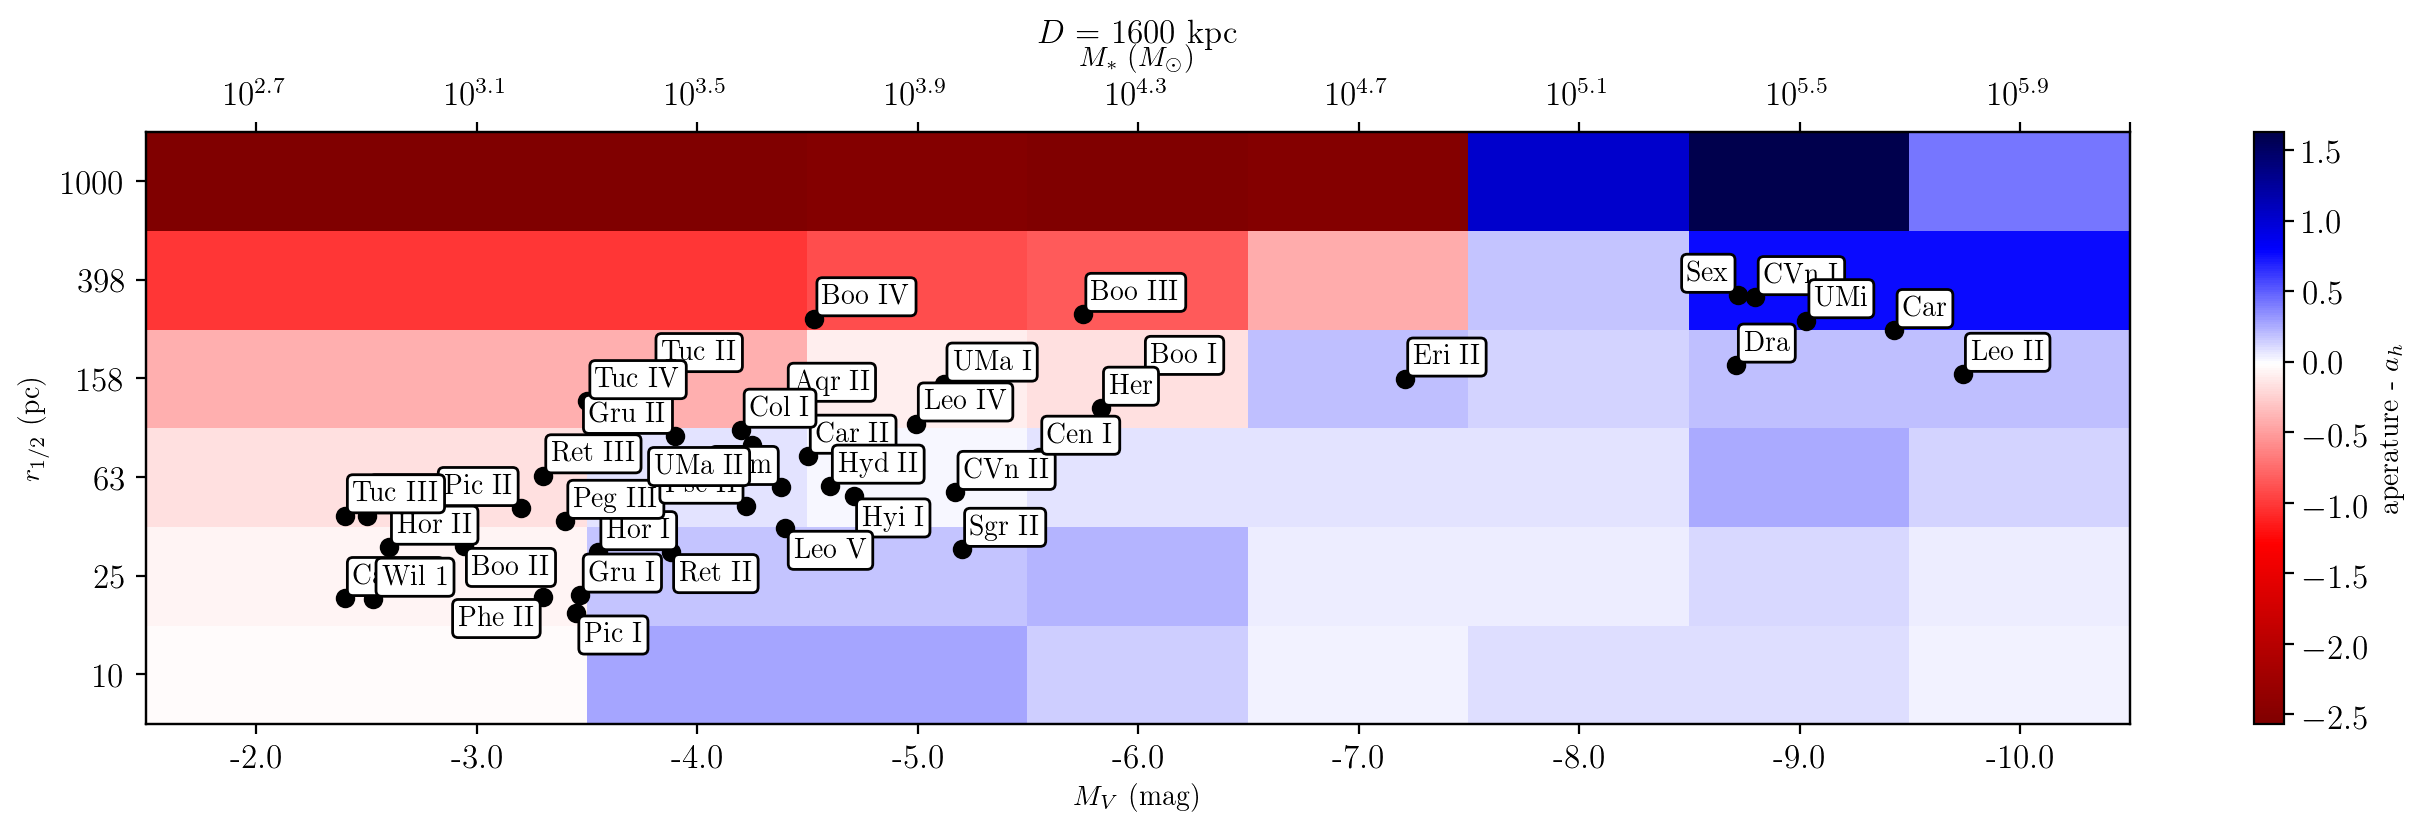 D = 1600 kpc
M* (M☉)
10^2.7 10^3.1 10^3.5 10^3.9 10^4.3 10^4.7 10^5.1 10^5.5 10^5.9
1000
398
158
63
25
10
r1/2 (pc)
Boo IV
Boo III
Sex
CVn I
UMi
Car
Dra
Leo II
Eri II
Tuc II
Tuc IV
Gru II
Aqr II
Col I
UMa I
Leo IV
Boo I
Her
Cen I
Car II
Hyd II
CVn II
Ret III
UMa II
Peg III
Pic II
Tuc III
Hor II
Hor I
Hyi I
Leo V
Sgr II
Wil 1
Boo II
Gru I
Ret II
Phe II
Pic I
-2.0 -3.0 -4.0 -5.0 -6.0 -7.0 -8.0 -9.0 -10.0
M_V (mag)
1.5
1.0
0.5
0.0
−0.5
−1.0
−1.5
−2.0
−2.5
aperature - a_h